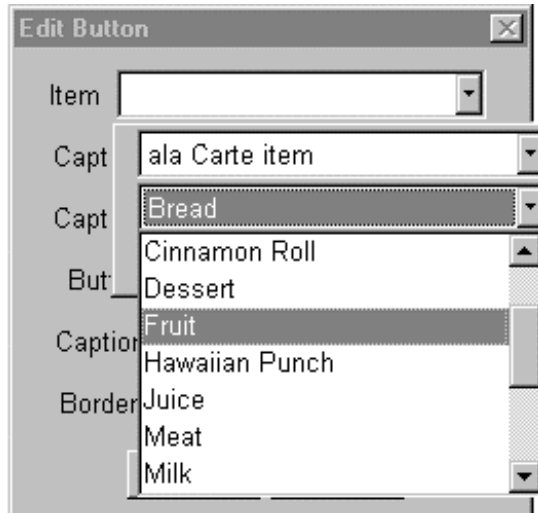 Edit Button
Item
Capt ala Carte item
Capt Bread
Cinnamon Roll
But Dessert
Fruit
Caption
Hawaiian Punch
Border Juice
Meat
Milk